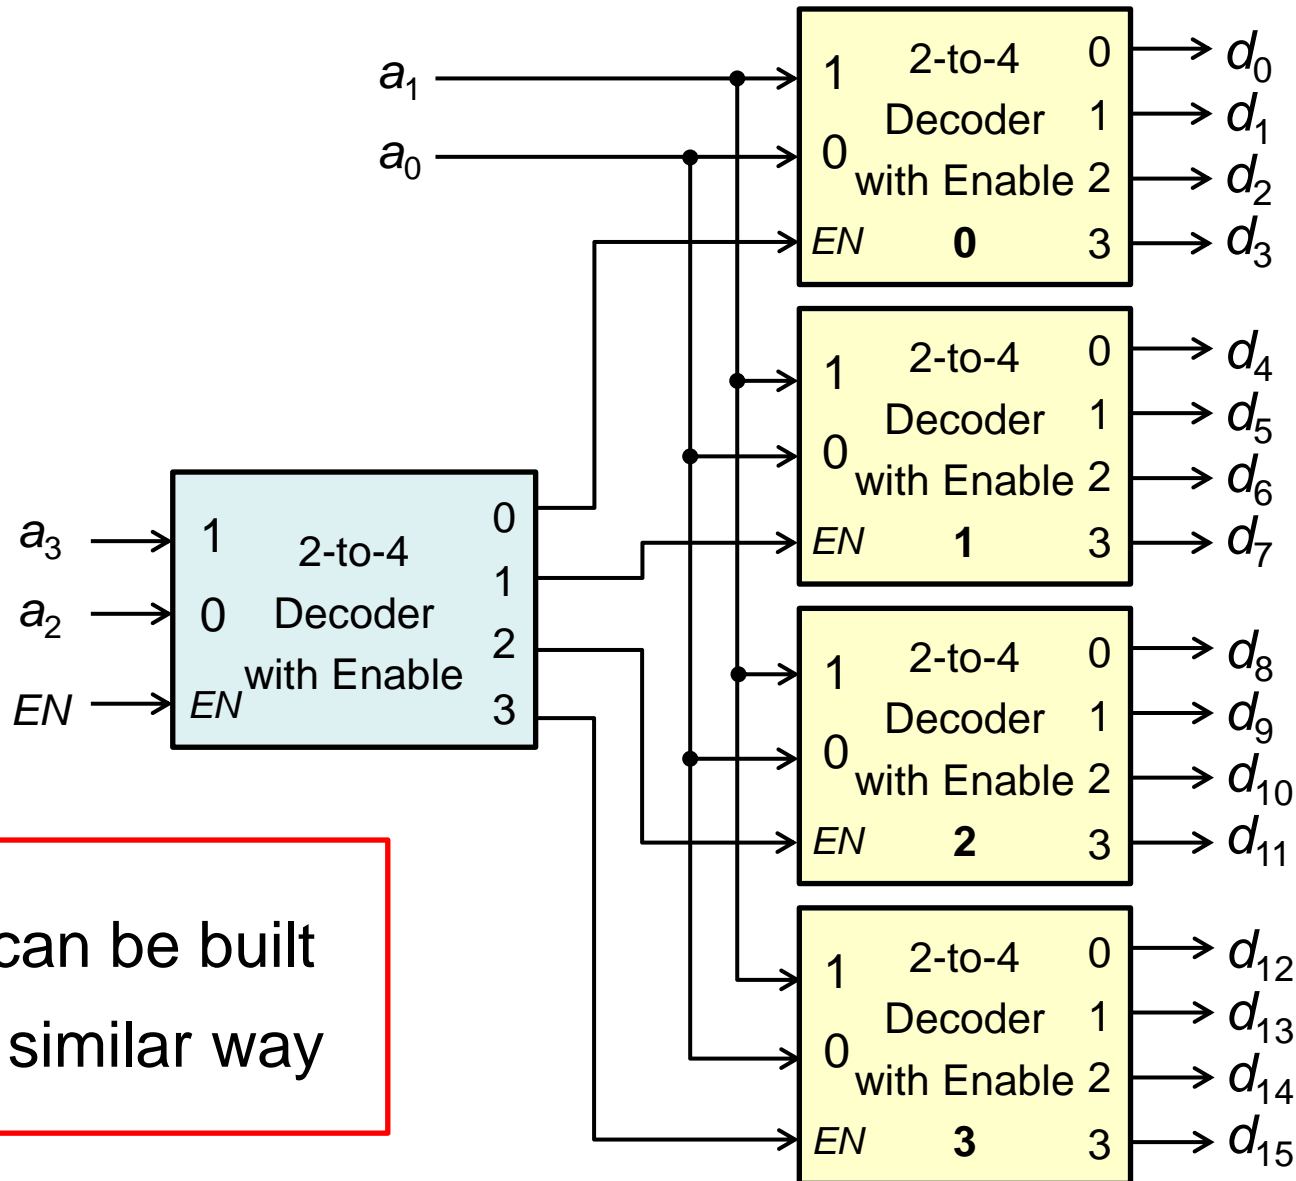 a₁
a₀
1 2-to-4 0 d₀
Decoder 1 d₁
0 with Enable 2 d₂
EN 0 3 d₃
1 2-to-4 0 d₄
Decoder 1 d₅
0 with Enable 2 d₆
EN 1 3 d₇
a₃ 1 2-to-4 0
a₂ 0 Decoder 1
with Enable 2
EN EN 3
1 2-to-4 0 d₈
Decoder 1 d₉
0 with Enable 2 d₁₀
EN 2 3 d₁₁
can be built
similar way
1 2-to-4 0 d₁₂
Decoder 1 d₁₃
0 with Enable 2 d₁₄
EN 3 3 d₁₅